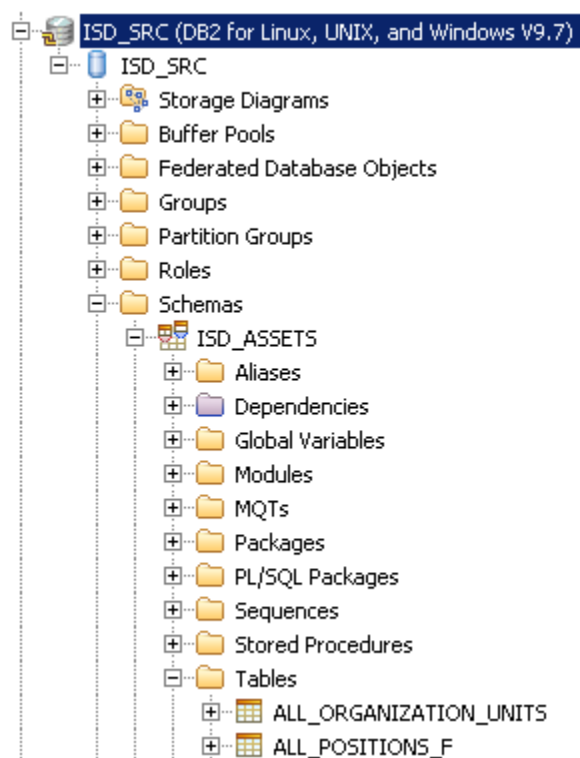 ISD_SRC (DB2 for Linux, UNIX, and Windows V9.7)
ISD_SRC
Storage Diagrams
Buffer Pools
Federated Database Objects
Groups
Partition Groups
Roles
Schemas
ISD_ASSETS
Aliases
Dependencies
Global Variables
Modules
MQTs
Packages
PL/SQL Packages
Sequences
Stored Procedures
Tables
ALL_ORGANIZATION_UNITS
ALL_POSITIONS_F